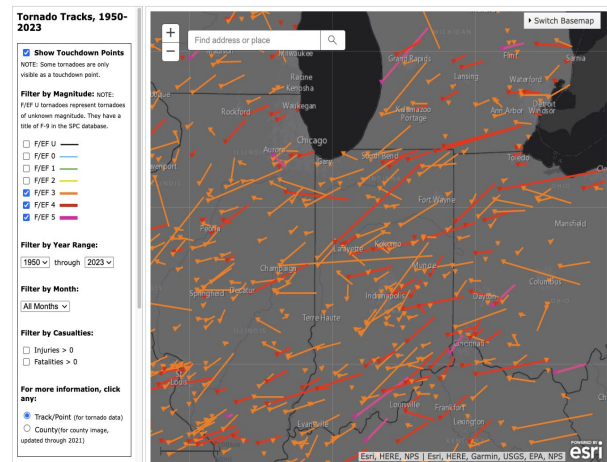 Tornado Tracks, 1950-
2023
Show Touchdown Points
NOTE: Some tornadoes are only
visible as a touchdown point.
Filter by Magnitude: NOTE:
F/EF U tornadoes represent tornadoes
of unknown magnitude. They have a
title of F-9 in the SPC database.
F/EF U
F/EF 0
F/EF 1
F/EF 2
F/EF 3
F/EF 4
F/EF 5
Filter by Year Range:
1950 through 2023
Filter by Month:
All Months
Filter by Casualties:
Injuries > 0
Fatalities > 0
For more information, click
any:
Track/Point (for tornado data)
County(for county image,
updated through 2021)
+
−
Find address or place
Switch Basemap
Milwaukee
Grand Rapids
Flint
Sarnia
Racine
Kenosha
Lansing
Waterford
Waukegan
Rockford
Kalamazoo
Portage
Detroit
Ann Arbor Windsor
Chicago
Aurora
Gary
South Bend
Toledo
Fort Wayne
Mansfield
Peoria
Lafayette
Kokomo
Champaign
Muncie
Springfield
Decatur
Indianapolis
Dayton
Columbus
Terre Haute
ILLINOIS
Cincinnati
St
Louis
Louisville
Frankfort
Evansville
Lexington
Esri, HERE, NPS | Esri, HERE, Garmin, USGS, EPA, NPS
POWERED BY
esri